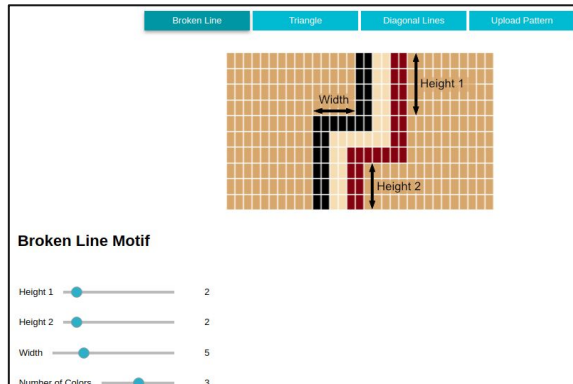 Broken Line Triangle Diagonal Lines Upload Pattern
Height 1
Width
Height 2
Broken Line Motif
Height 1 2
Height 2 2
Width 5
Number of Colors 3